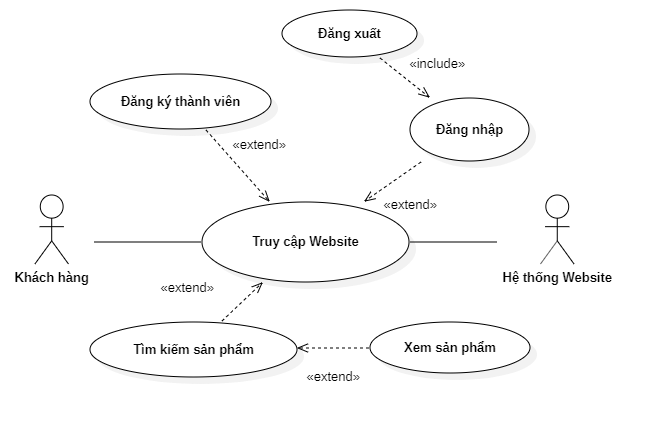 Đăng xuất
«include»
Đăng ký thành viên
Đăng nhập
«extend»
«extend»
Truy cập Website
Khách hàng
Hệ thống Website
«extend»
Tìm kiếm sản phẩm
Xem sản phẩm
«extend»